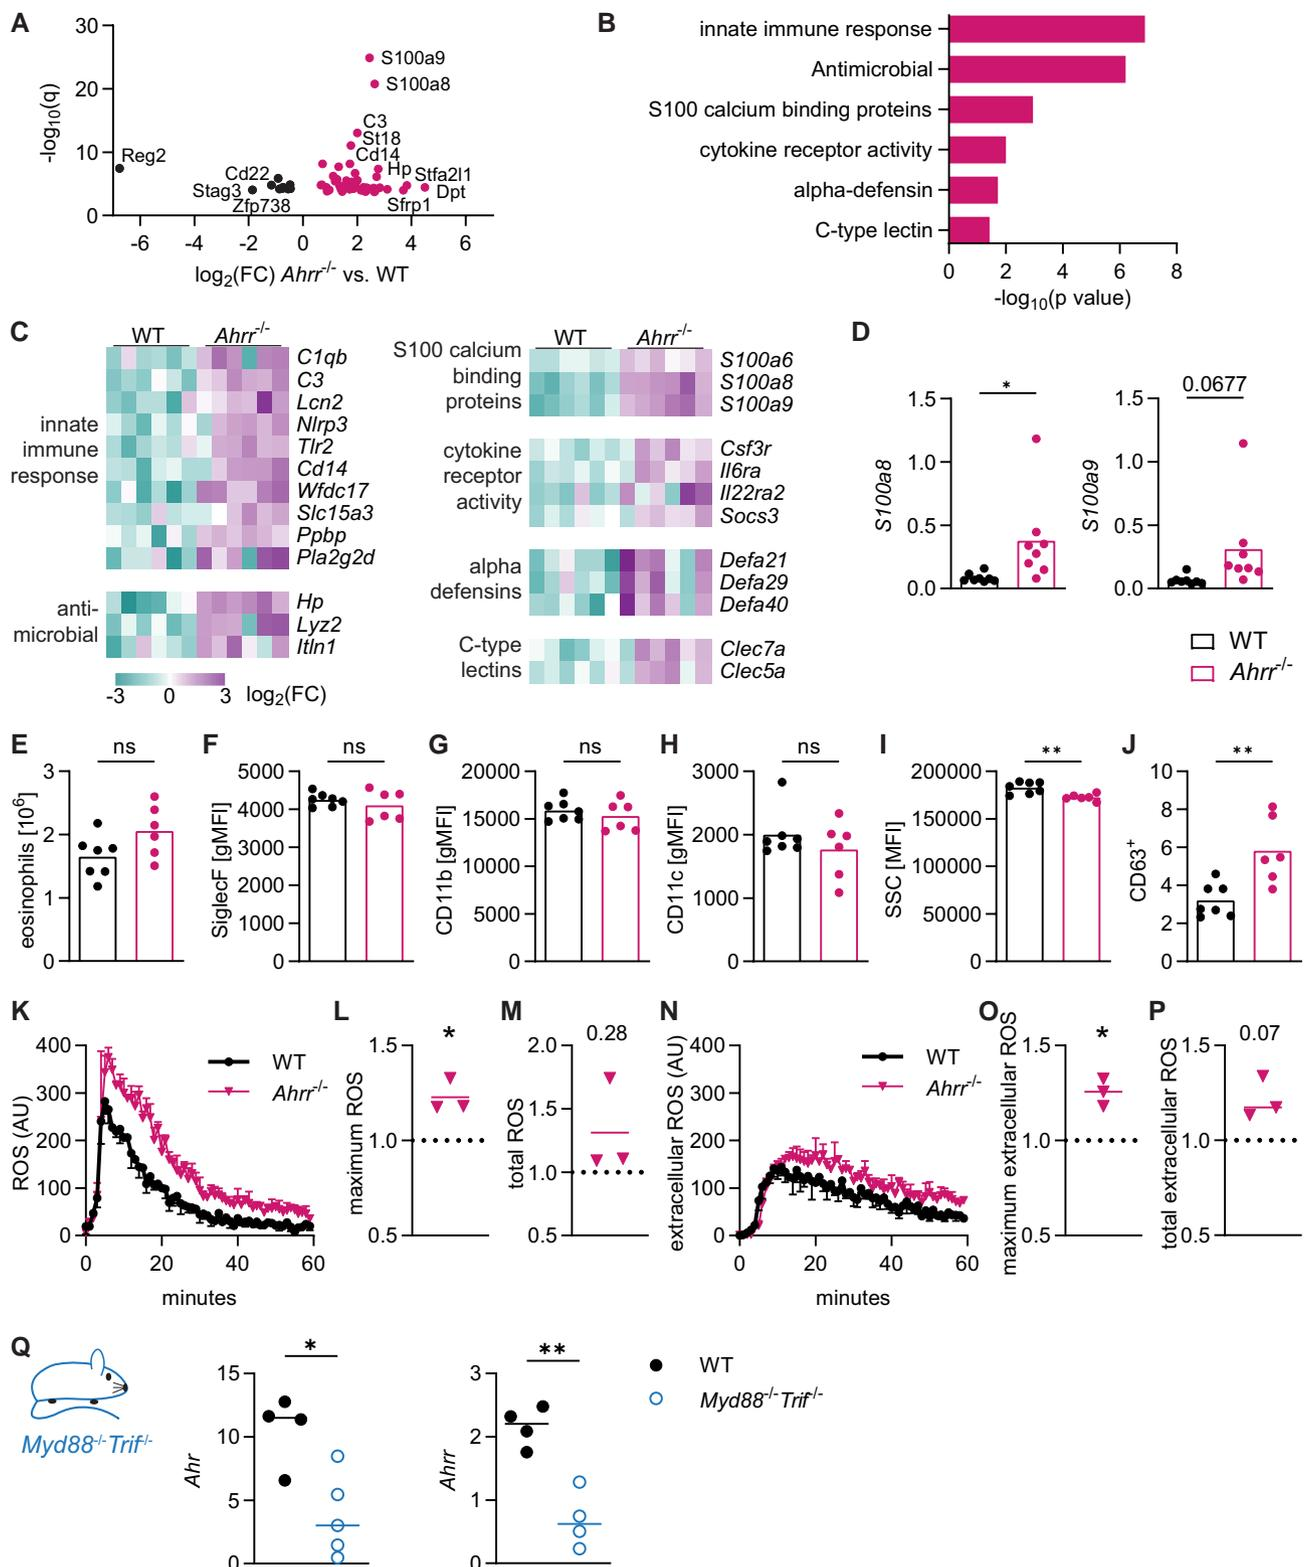 A
30
20
10
0
-log10(q)
S100a9
S100a8
C3
St18
Cd14
Hp
Stfa2l1
Dpt
Sfrp1
Reg2
Cd22
Stag3
Zfp738
-6 -4 -2 0 2 4 6
log2(FC) Ahrr-/- vs. WT
B
innate immune response
Antimicrobial
S100 calcium binding proteins
cytokine receptor activity
alpha-defensin
C-type lectin
0 2 4 6 8
-log10(p value)
C
WT Ahrr-/-
innate
immune
response
C1qb
C3
Lcn2
Nlrp3
Tlr2
Cd14
Wfdc17
Slc15a3
Ppbp
Pla2g2d
anti-
microbial
Hp
Lyz2
Itln1
-3 0 3 log2(FC)
WT Ahrr-/-
S100 calcium
binding
proteins
S100a6
S100a8
S100a9
cytokine
receptor
activity
Csf3r
Il6ra
Il22ra2
Socs3
alpha
defensins
Defa21
Defa29
Defa40
C-type
lectins
Clec7a
Clec5a
D
*
1.5
1.0
0.5
0.0
S100a8
0.0677
1.5
1.0
0.5
0.0
S100a9
WT
Ahrr-/-
E
ns
3
2
1
0
eosinophils [10^6]
F
ns
5000
4000
3000
2000
1000
0
SiglecF [gMFI]
G
ns
20000
15000
10000
5000
0
CD11b [gMFI]
H
ns
3000
2000
1000
0
CD11c [gMFI]
I
**
200000
150000
100000
50000
0
SSC [MFI]
J
**
10
8
6
4
2
0
CD63+
K
400
300
200
100
0
ROS (AU)
WT
Ahrr-/-
0 20 40 60
minutes
L
*
1.5
1.0
0.5
maximum ROS
M
0.28
2.0
1.5
1.0
0.5
total ROS
N
400
300
200
100
0
extracellular ROS (AU)
WT
Ahrr-/-
0 20 40 60
minutes
O
*
1.5
1.0
0.5
maximum extracellular ROS
P
0.07
1.5
1.0
0.5
total extracellular ROS
Q
Myd88-/-Trif-/-
*
15
10
5
0
Ahr
**
3
2
1
0
Ahrr
WT
Myd88-/-Trif-/-